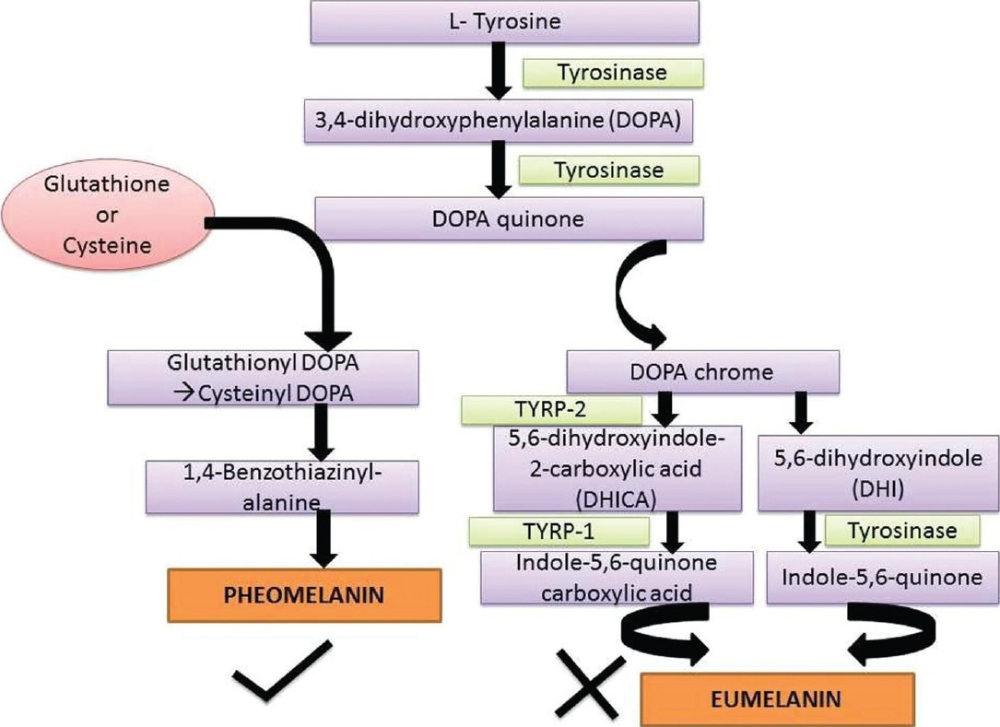 L- Tyrosine
Tyrosinase
3,4-dihydroxyphenylalanine (DOPA)
Tyrosinase
Glutathione
or
Cysteine
DOPA quinone
Glutathionyl DOPA
→Cysteinyl DOPA
DOPA chrome
TYRP-2
5,6-dihydroxyindole-
2-carboxylic acid
(DHICA)
5,6-dihydroxyindole
(DHI)
1,4-Benzothiazinyl-
alanine
TYRP-1
Tyrosinase
Indole-5,6-quinone
carboxylic acid
Indole-5,6-quinone
PHEOMELANIN
EUMELANIN